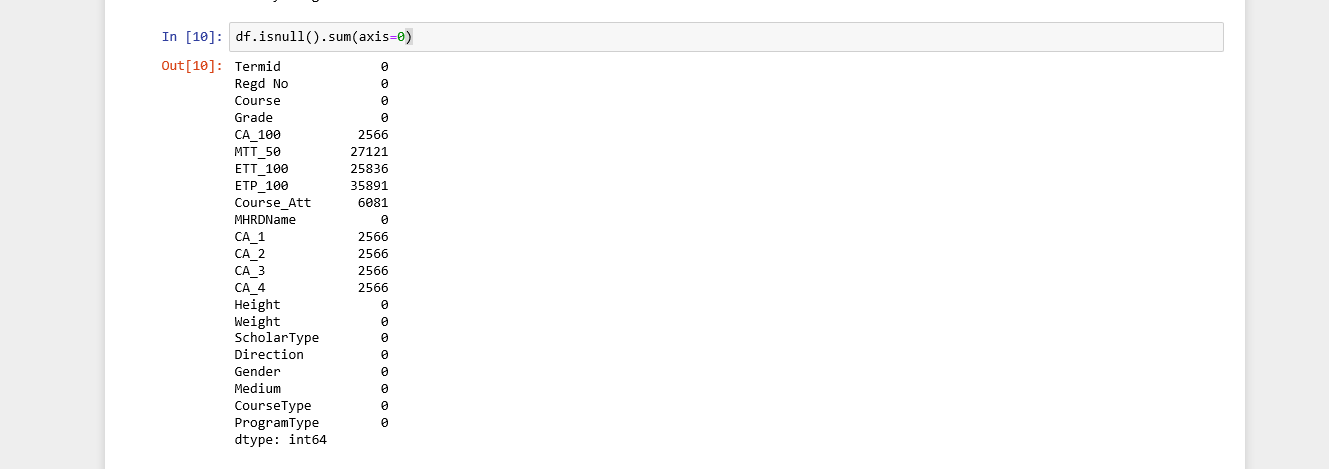 In [10]: df.isnull().sum(axis=0)
Out[10]: Termid 0
Regd No 0
Course 0
Grade 0
CA_100 2566
MTT_50 27121
ETT_100 25836
ETP_100 35891
Course_Att 6081
MHRDName 0
CA_1 2566
CA_2 2566
CA_3 2566
CA_4 2566
Height 0
Weight 0
ScholarType 0
Direction 0
Gender 0
Medium 0
CourseType 0
ProgramType 0
dtype: int64